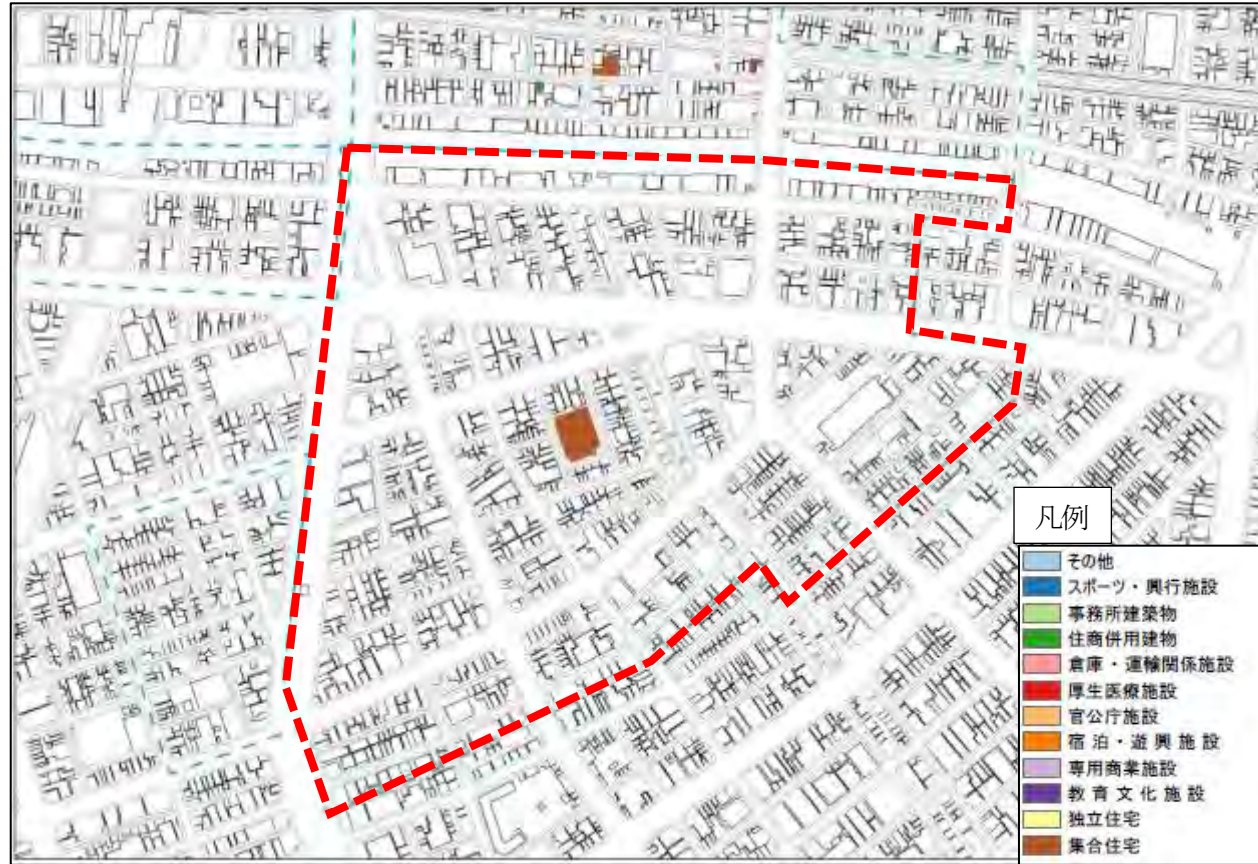 凡例
その他
スポーツ・興行施設
事務所建築物
住商併用建物
倉庫・運輸関係施設
厚生医療施設
官公庁施設
宿泊・遊興施設
専用商業施設
教育文化施設
独立住宅
集合住宅